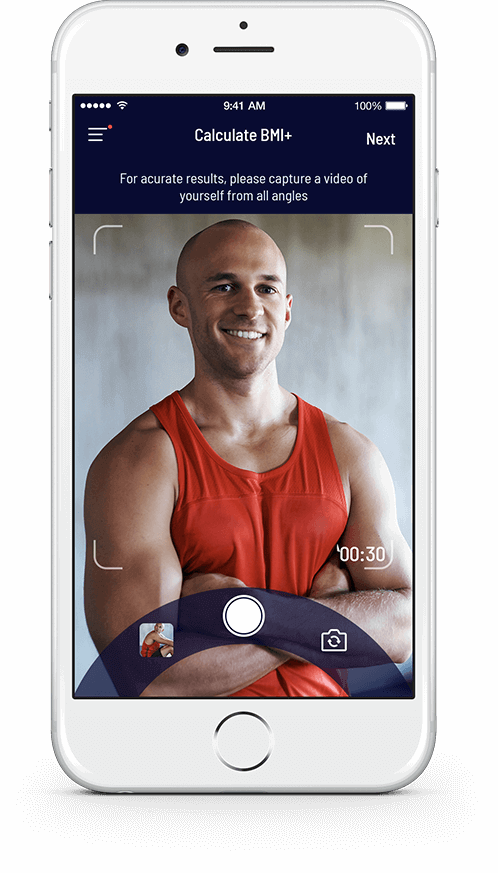 9:41 AM
100%
Calculate BMI+
Next
For acurate results, please capture a video of
yourself from all angles
'00:30